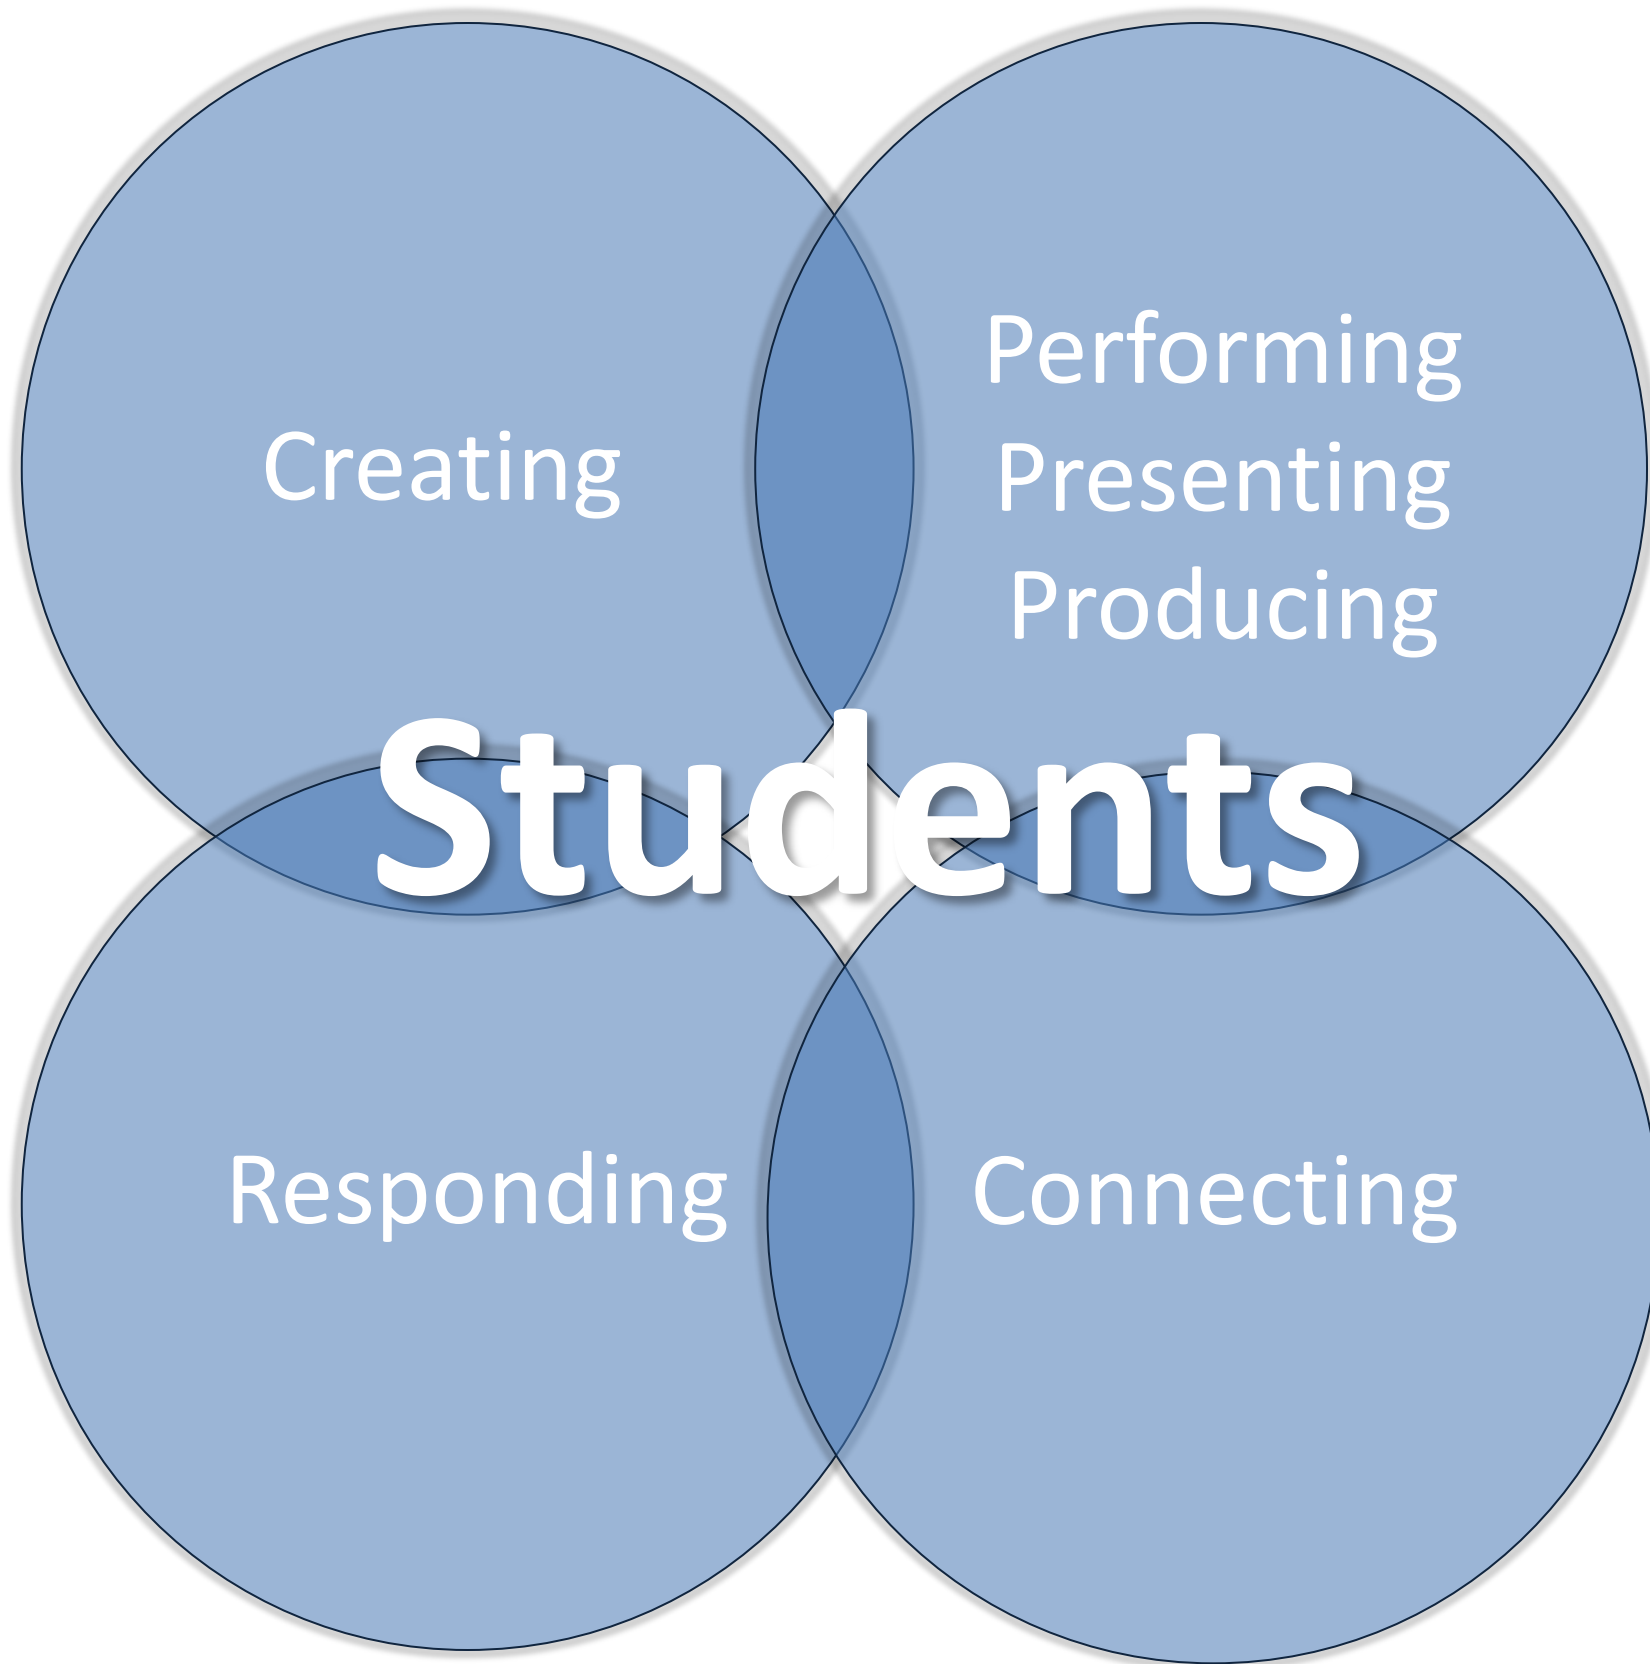 Creating
Performing
Presenting
Producing
Students
Responding
Connecting